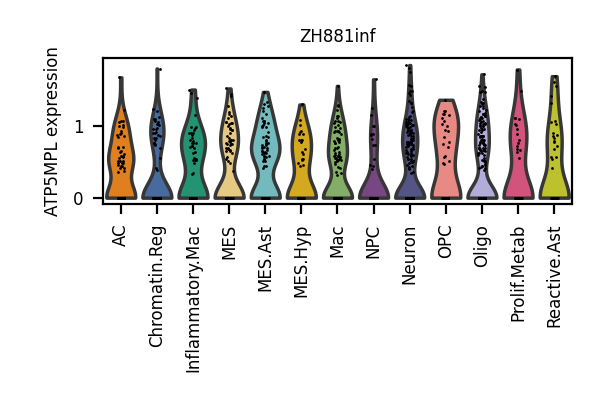 ZH881inf
ATP5MPL expression
1
0
AC
Chromatin.Reg
Inflammatory.Mac
MES
MES.Ast
MES.Hyp
Mac
NPC
Neuron
OPC
Oligo
Prolif.Metab
Reactive.Ast